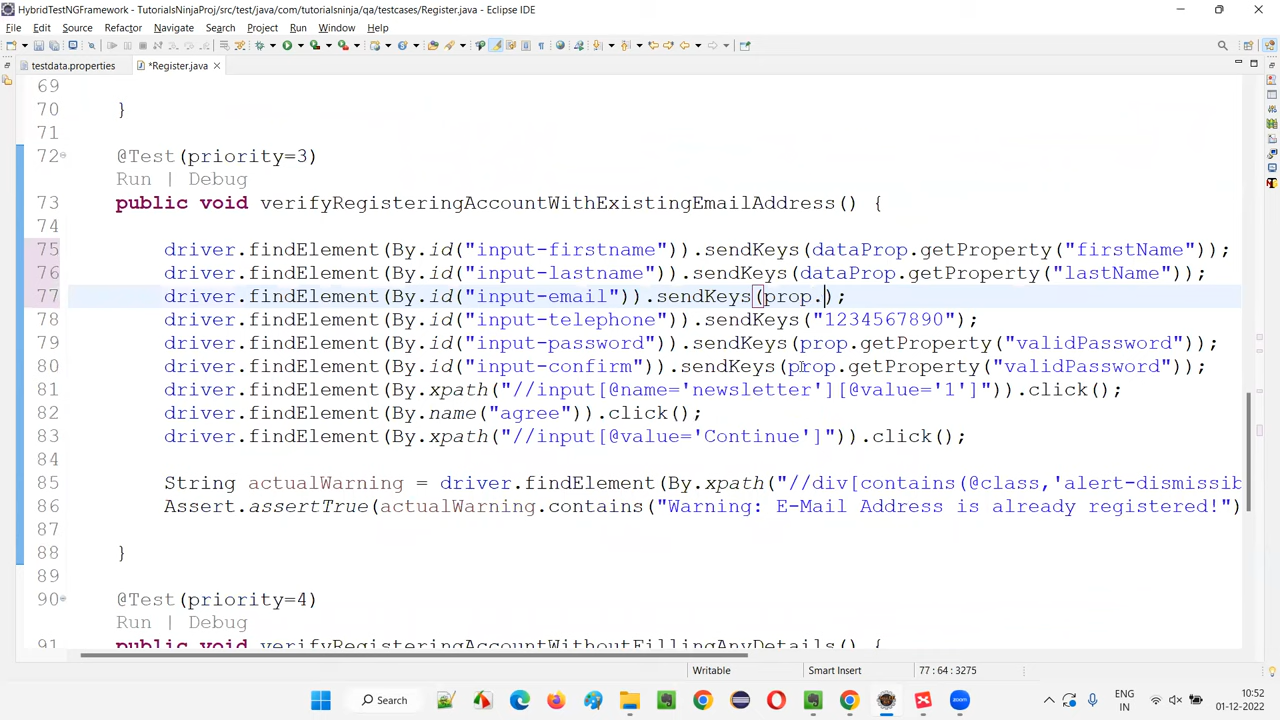 HybridTestNGFramework - TutorialsNinjaProj/src/test/java/com/tutorialsninja/qa/testcases/Register.java - Eclipse IDE
File Edit Source Refactor Navigate Search Project Run Window Help
testdata.properties *Register.java
69
70 }
71
72 @Test(priority=3)
Run | Debug
73 public void verifyRegisteringAccountWithExistingEmailAddress() {
74
75 driver.findElement(By.id("input-firstname")).sendKeys(dataProp.getProperty("firstName"));
76 driver.findElement(By.id("input-lastname")).sendKeys(dataProp.getProperty("lastName"));
77 driver.findElement(By.id("input-email")).sendKeys(prop.);
78 driver.findElement(By.id("input-telephone")).sendKeys("1234567890");
79 driver.findElement(By.id("input-password")).sendKeys(prop.getProperty("validPassword"));
80 driver.findElement(By.id("input-confirm")).sendKeys(prop.getProperty("validPassword"));
81 driver.findElement(By.xpath("//input[@name='newsletter'][@value='1']")).click();
82 driver.findElement(By.name("agree")).click();
83 driver.findElement(By.xpath("//input[@value='Continue']")).click();
84
85 String actualWarning = driver.findElement(By.xpath("//div[contains(@class,'alert-dismissib
86 Assert.assertTrue(actualWarning.contains("Warning: E-Mail Address is already registered!")
87
88 }
89
90 @Test(priority=4)
Run | Debug
91 public void verifyRegisteringAccountWithoutFillingAnyDetails() {
Writable Smart Insert 77 : 64 : 3275
Search ENG IN 10:52 01-12-2022